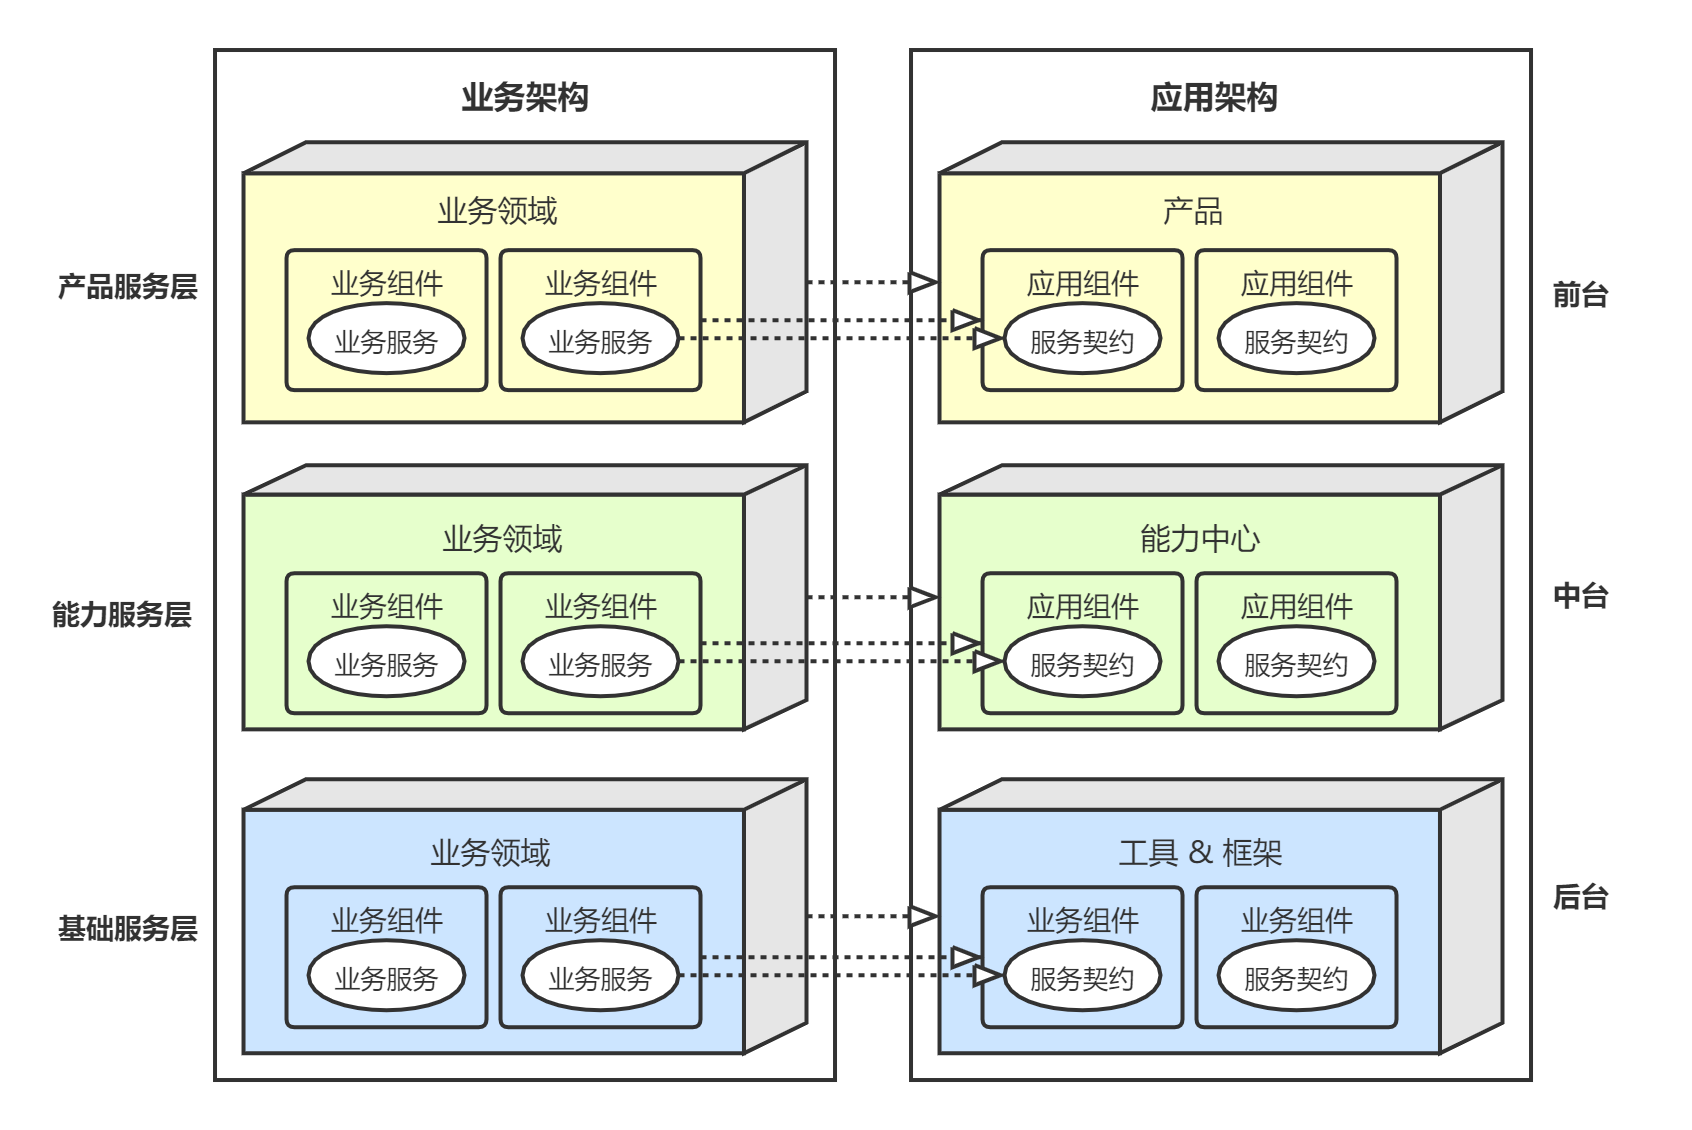 业务架构
应用架构
业务领域
产品
产品服务层
业务组件
业务组件
应用组件
应用组件
前台
业务服务
业务服务
服务契约
服务契约
业务领域
能力中心
能力服务层
业务组件
业务组件
应用组件
应用组件
中台
业务服务
业务服务
服务契约
服务契约
业务领域
工具 & 框架
基础服务层
业务组件
业务组件
业务组件
业务组件
后台
业务服务
业务服务
服务契约
服务契约